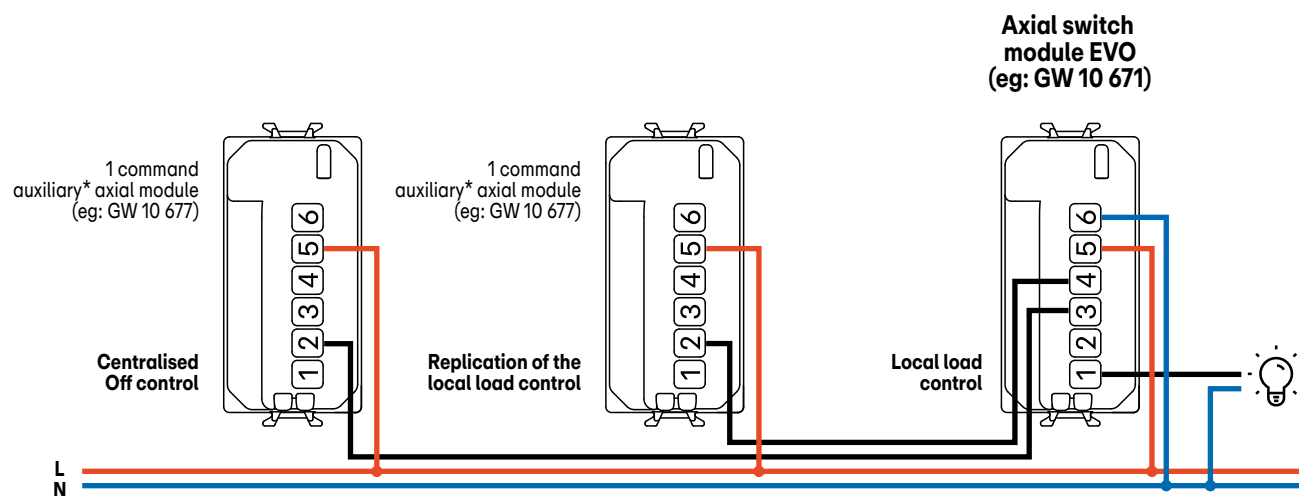 Axial switch
module EVO
(eg: GW 10 671)
1 command
auxiliary* axial module
(eg: GW 10 677)
Centralised
Off control
6
5
4
3
2
1
1 command
auxiliary* axial module
(eg: GW 10 677)
Replication of the
local load control
6
5
4
3
2
1
Local load
control
6
5
4
3
2
1
L
N